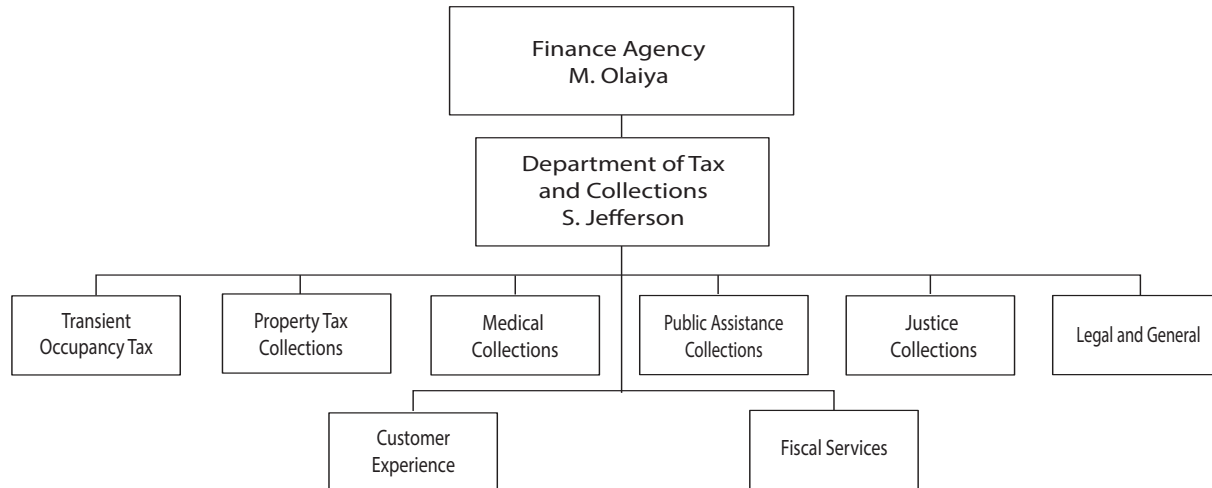 Finance Agency
M. Olaiya
Department of Tax
and Collections
S. Jefferson
Transient
Occupancy Tax
Property Tax
Collections
Medical
Collections
Public Assistance
Collections
Justice
Collections
Legal and General
Customer
Experience
Fiscal Services